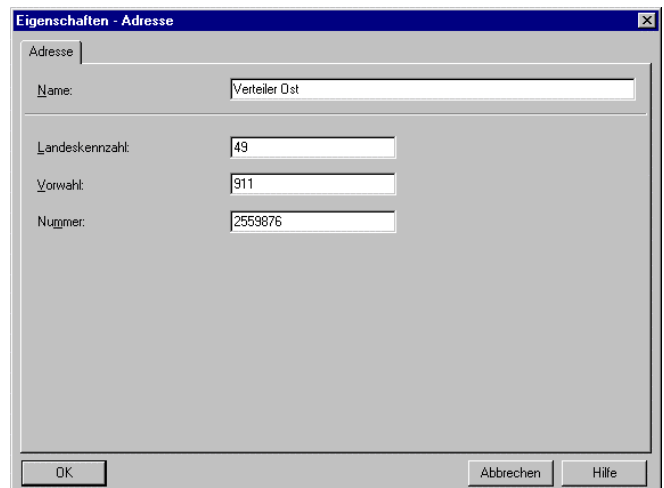 Eigenschaften - Adresse
Adresse
Name: Verteiler Ost
Landeskennzahl: 49
Vorwahl: 911
Nummer: 2559876
OK Abbrechen Hilfe